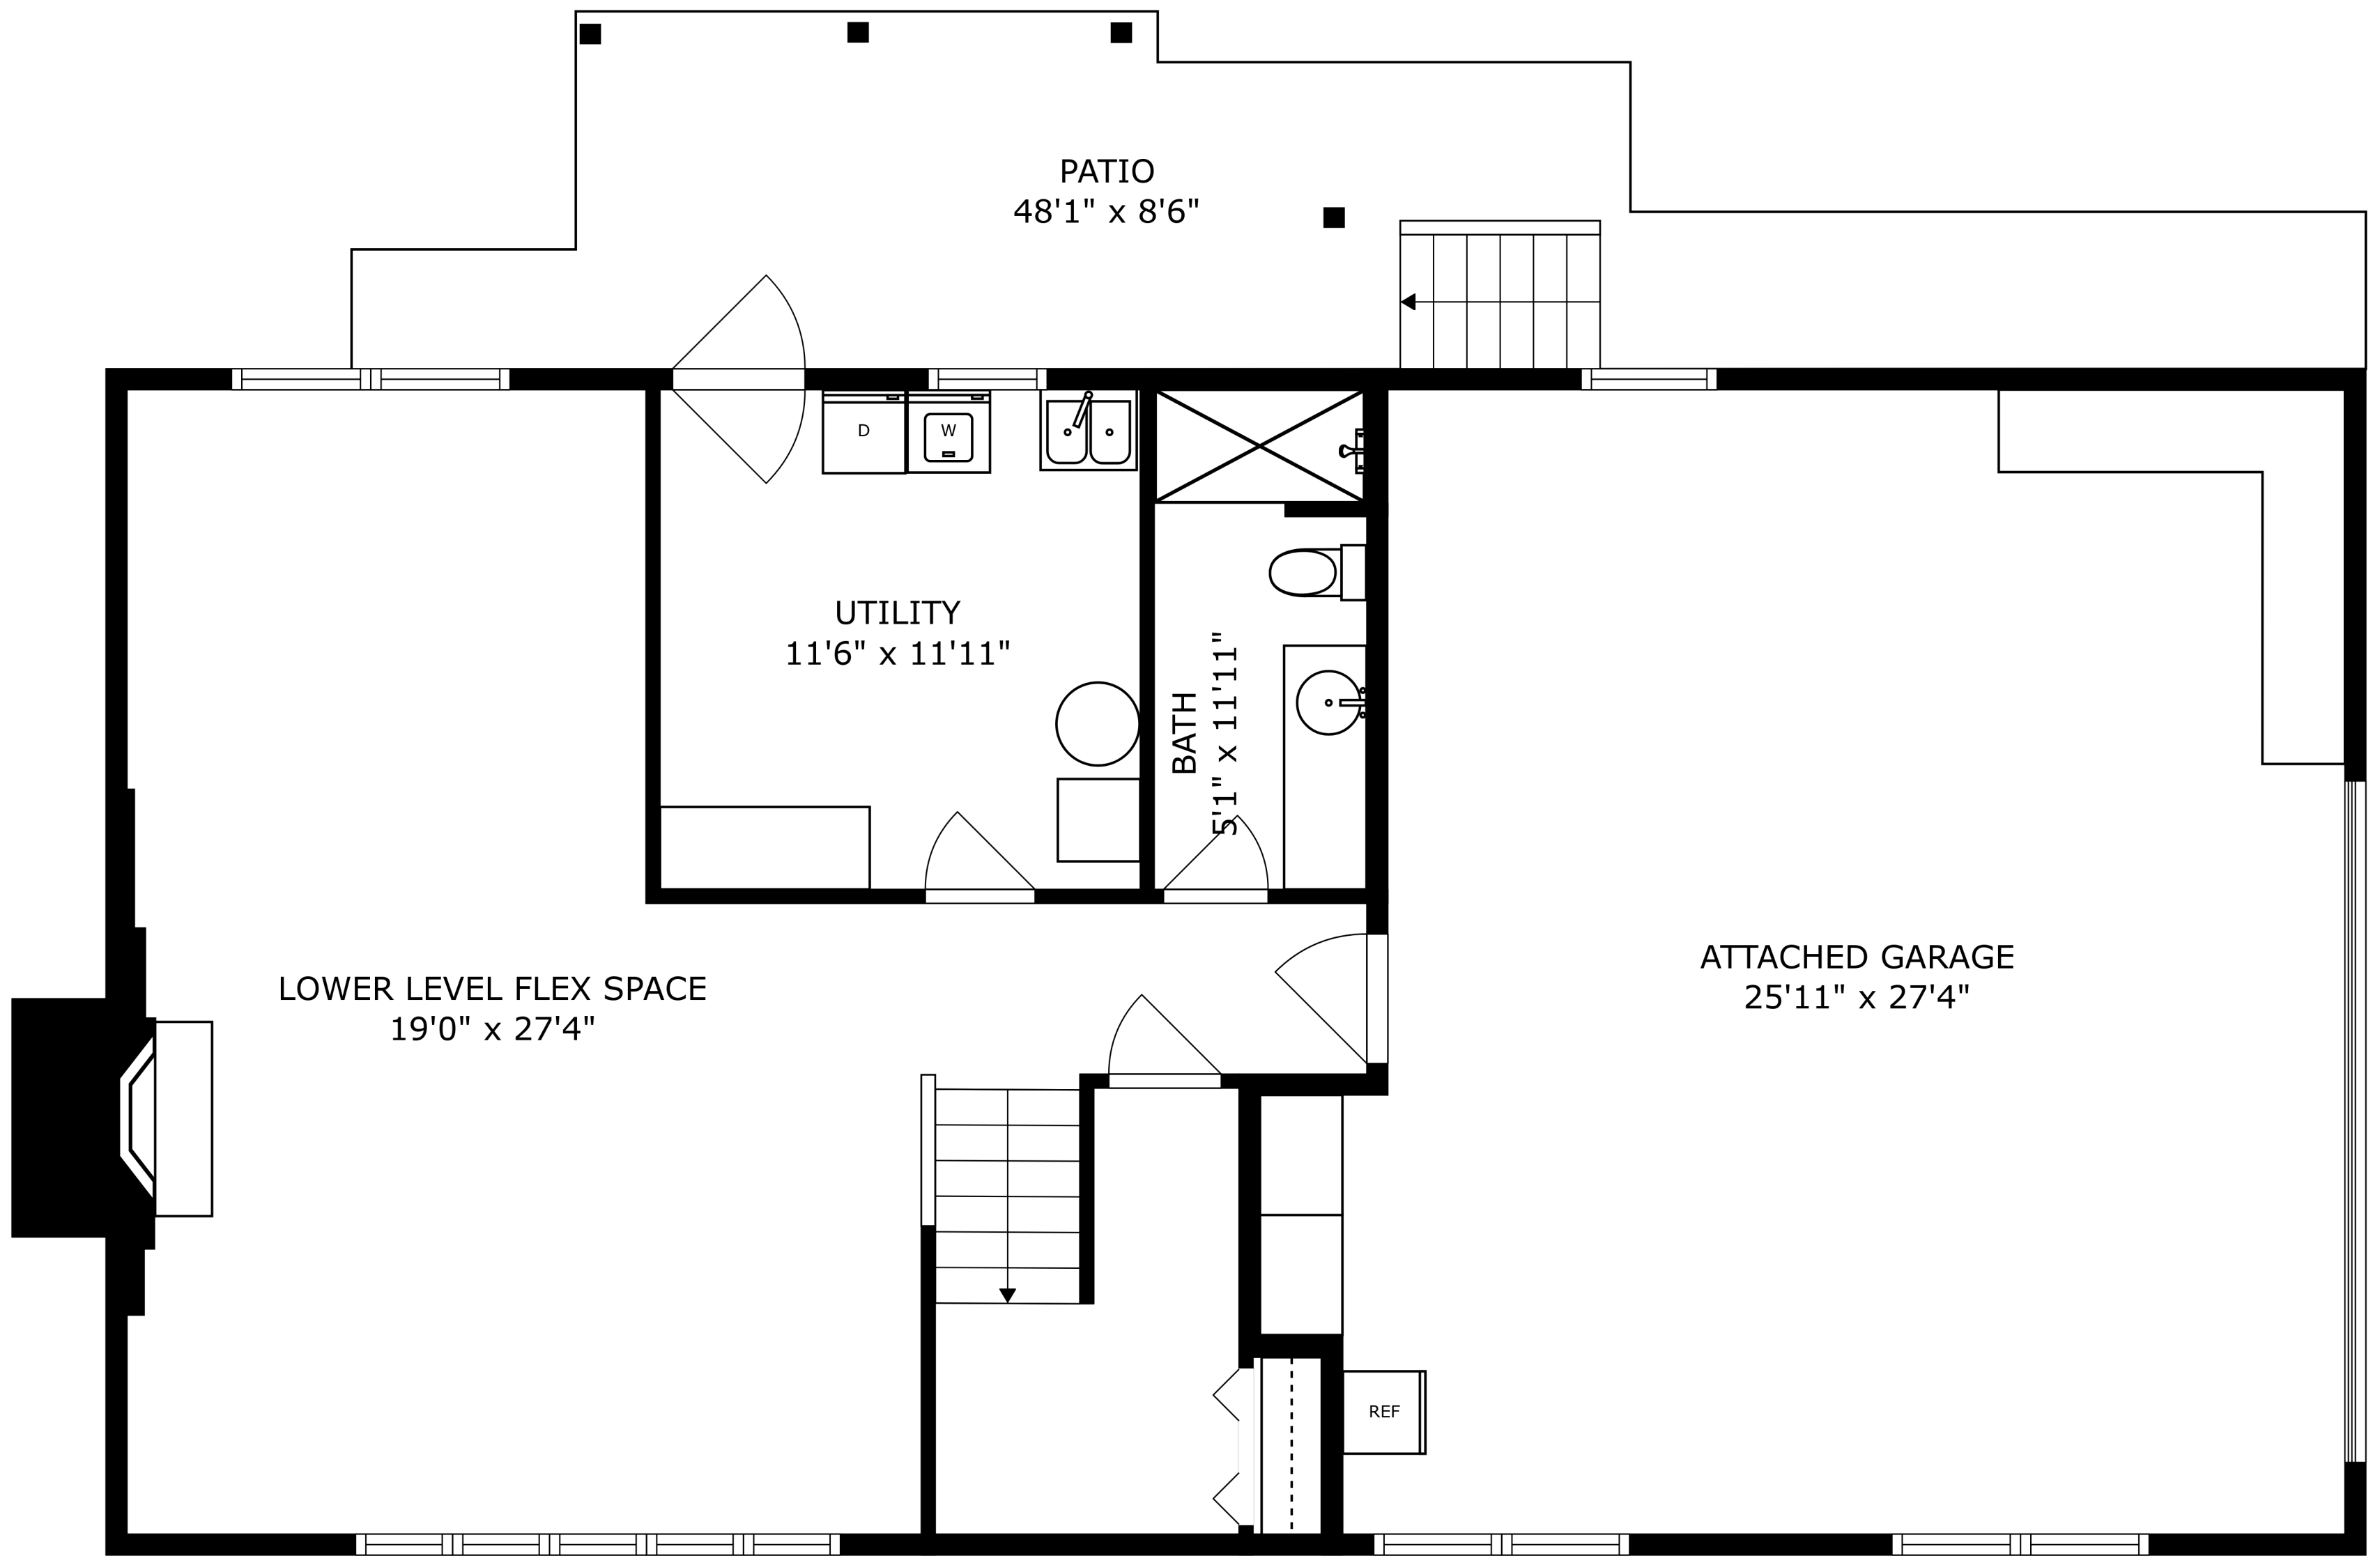 PATIO
48'1" x 8'6"
D
W
UTILITY
11'6" x 11'11"
BATH
5'1" x 11'11"
LOWER LEVEL FLEX SPACE
19'0" x 27'4"
ATTACHED GARAGE
25'11" x 27'4"
REF